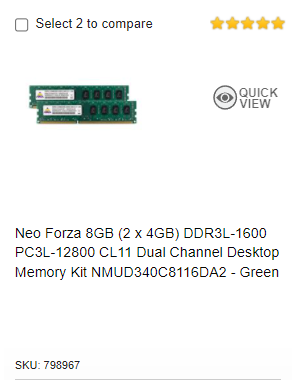 Select 2 to compare
QUICK
VIEW
Neo Forza 8GB (2 x 4GB) DDR3L-1600
PC3L-12800 CL11 Dual Channel Desktop
Memory Kit NMUD340C8116DA2 - Green
SKU: 798967